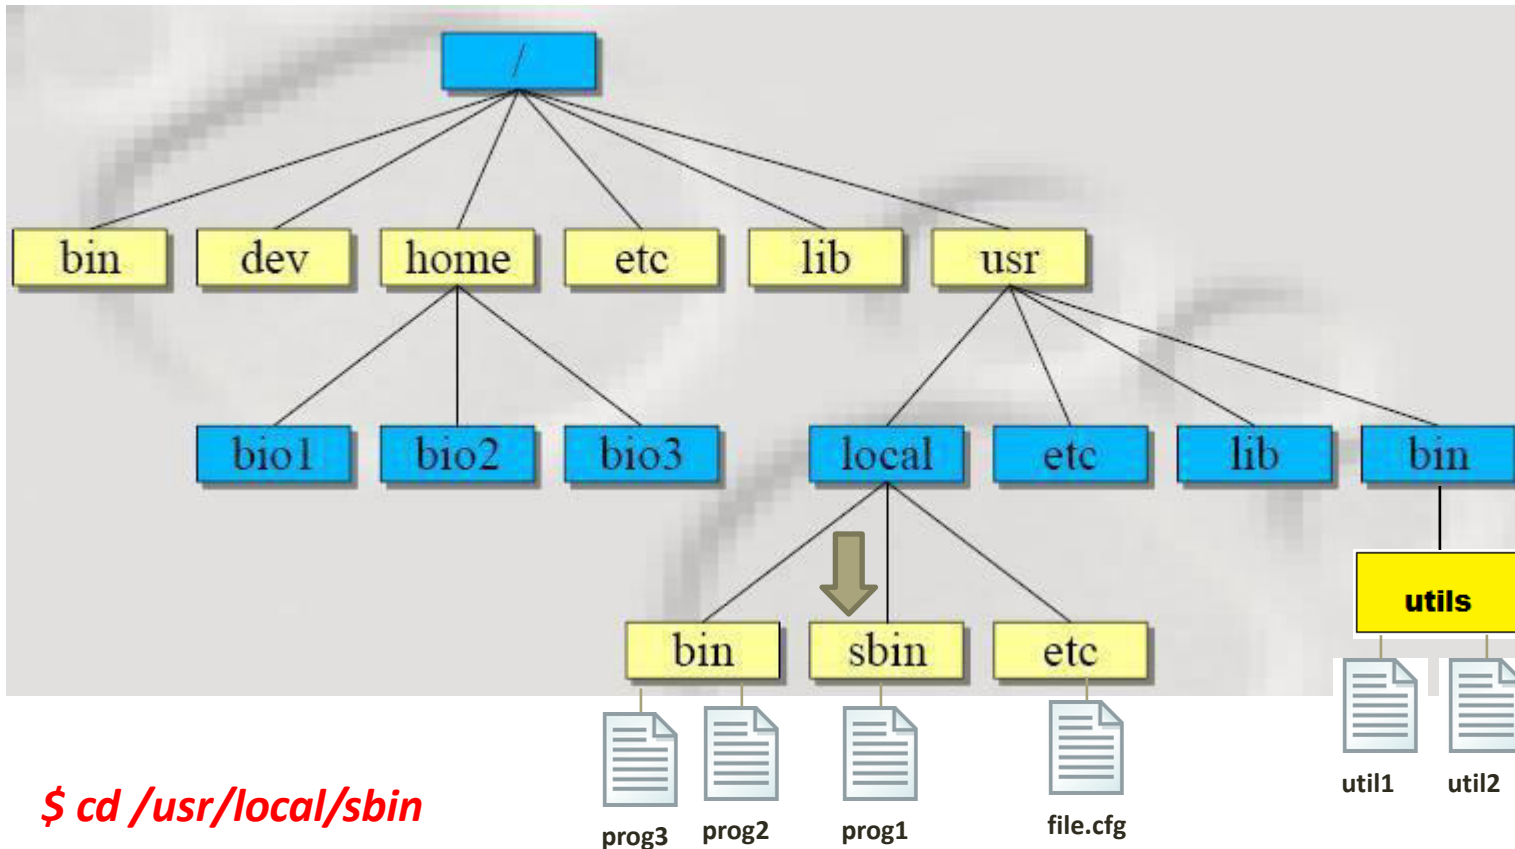 /
bin dev home etc lib usr
bio1 bio2 bio3 local etc lib bin
utils
bin sbin etc
util1 util2
$ cd /usr/local/sbin
prog3 prog2 prog1 file.cfg